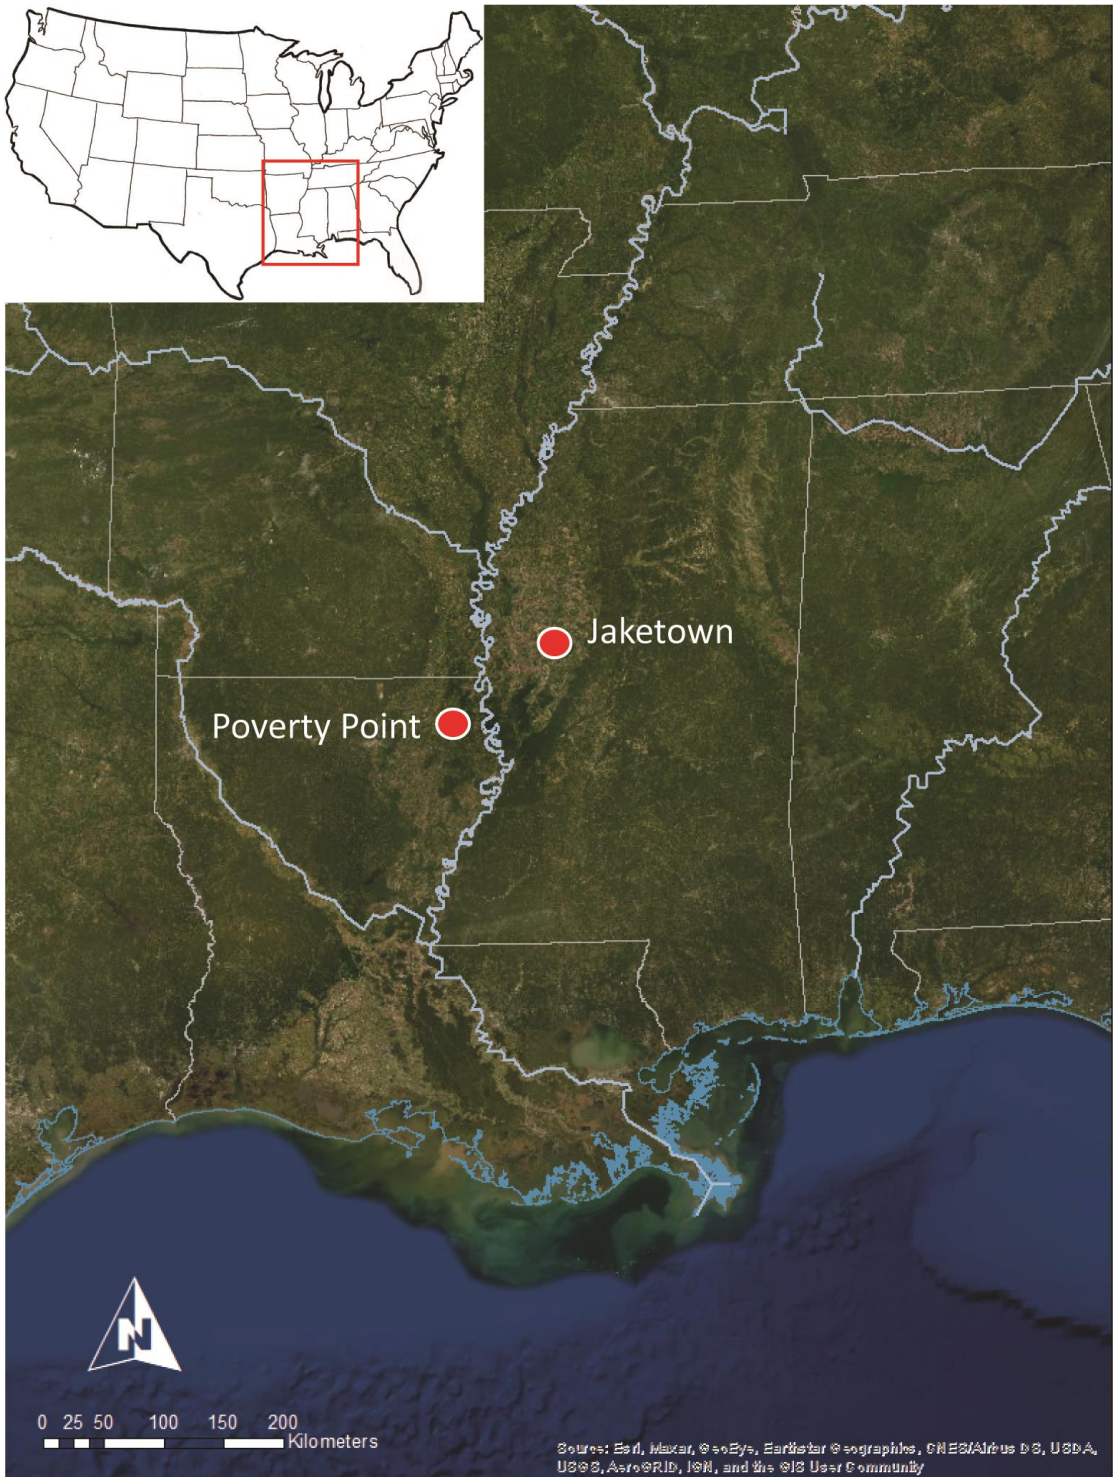 Jaketown
Poverty Point
N
0 25 50 100 150 200
Kilometers
Source: Esri, Maxar, GeoEye, Earthstar Geographics, CNES/Airbus DS, USDA,
USGS, AeroGRID, IGN, and the GIS User Community